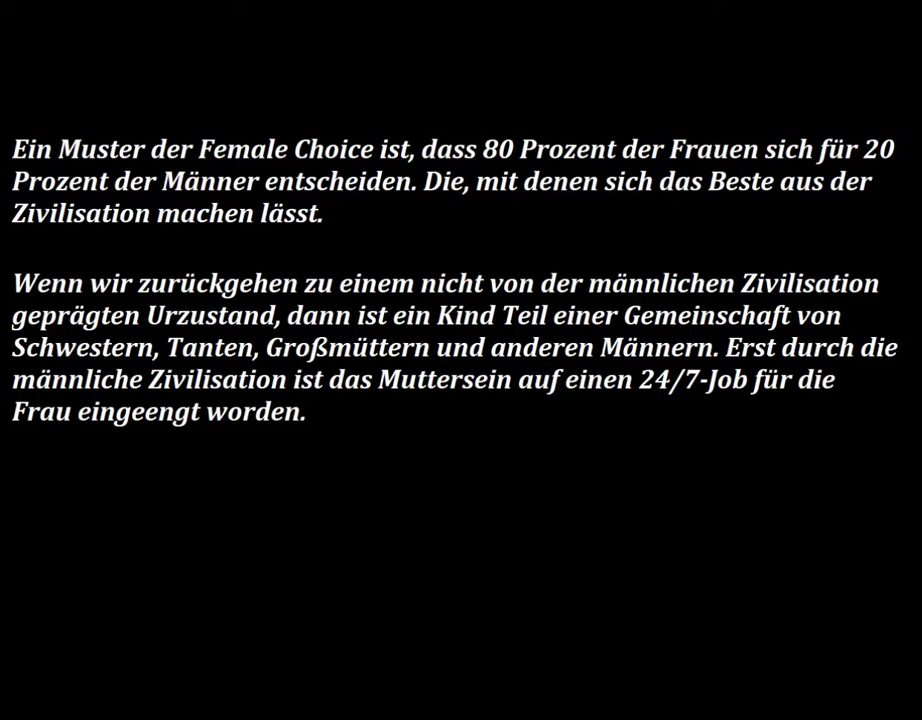 Ein Muster der Female Choice ist, dass 80 Prozent der Frauen sich für 20
Prozent der Männer entscheiden. Die, mit denen sich das Beste aus der
Zivilisation machen lässt.
Wenn wir zurückgehen zu einem nicht von der männlichen Zivilisation
geprägten Urzustand, dann ist ein Kind Teil einer Gemeinschaft von
Schwestern, Tanten, Großmüttern und anderen Männern. Erst durch die
männliche Zivilisation ist das Muttersein auf einen 24/7-Job für die
Frau eingeengt worden.